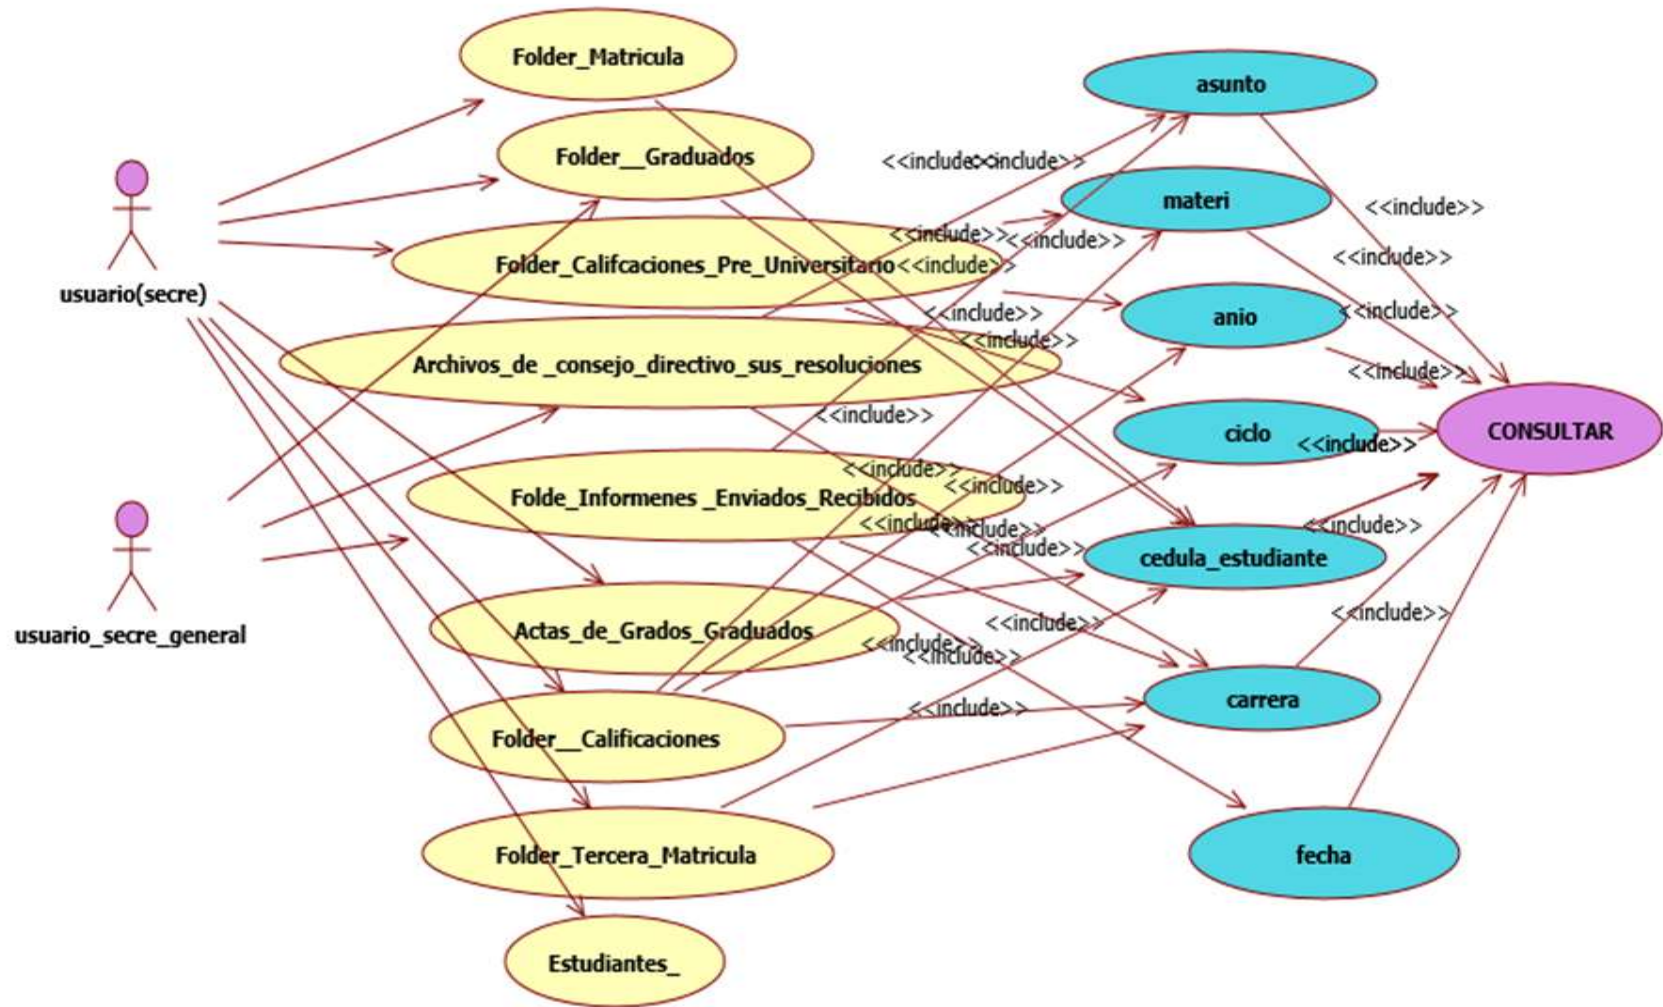 Folder_Matricula
asunto
Folder__Graduados
<<include>>
<<include>>
materi
<<include>>
usuario(secre)
Folder_Califcaciones_Pre_Universitario
<<include>>
<<include>>
<<include>>
<<include>>
anio
<<include>>
<<include>>
<<include>>
Archivos_de _consejo_directivo_sus_resoluciones
<<include>>
<<include>>
ciclo
<<include>>
CONSULTAR
Folde_Informenes _Enviados_Recibidos
<<include>>
<<include>>
<<include>>
<<include>>
<<include>>
<<include>>
cedula_estudiante
usuario_secre_general
Actas_de_Grados_Graduados
<<include>>
<<include>>
<<include>>
<<include>>
Folder__Calificaciones
<<include>>
carrera
Folder_Tercera_Matricula
fecha
Estudiantes_